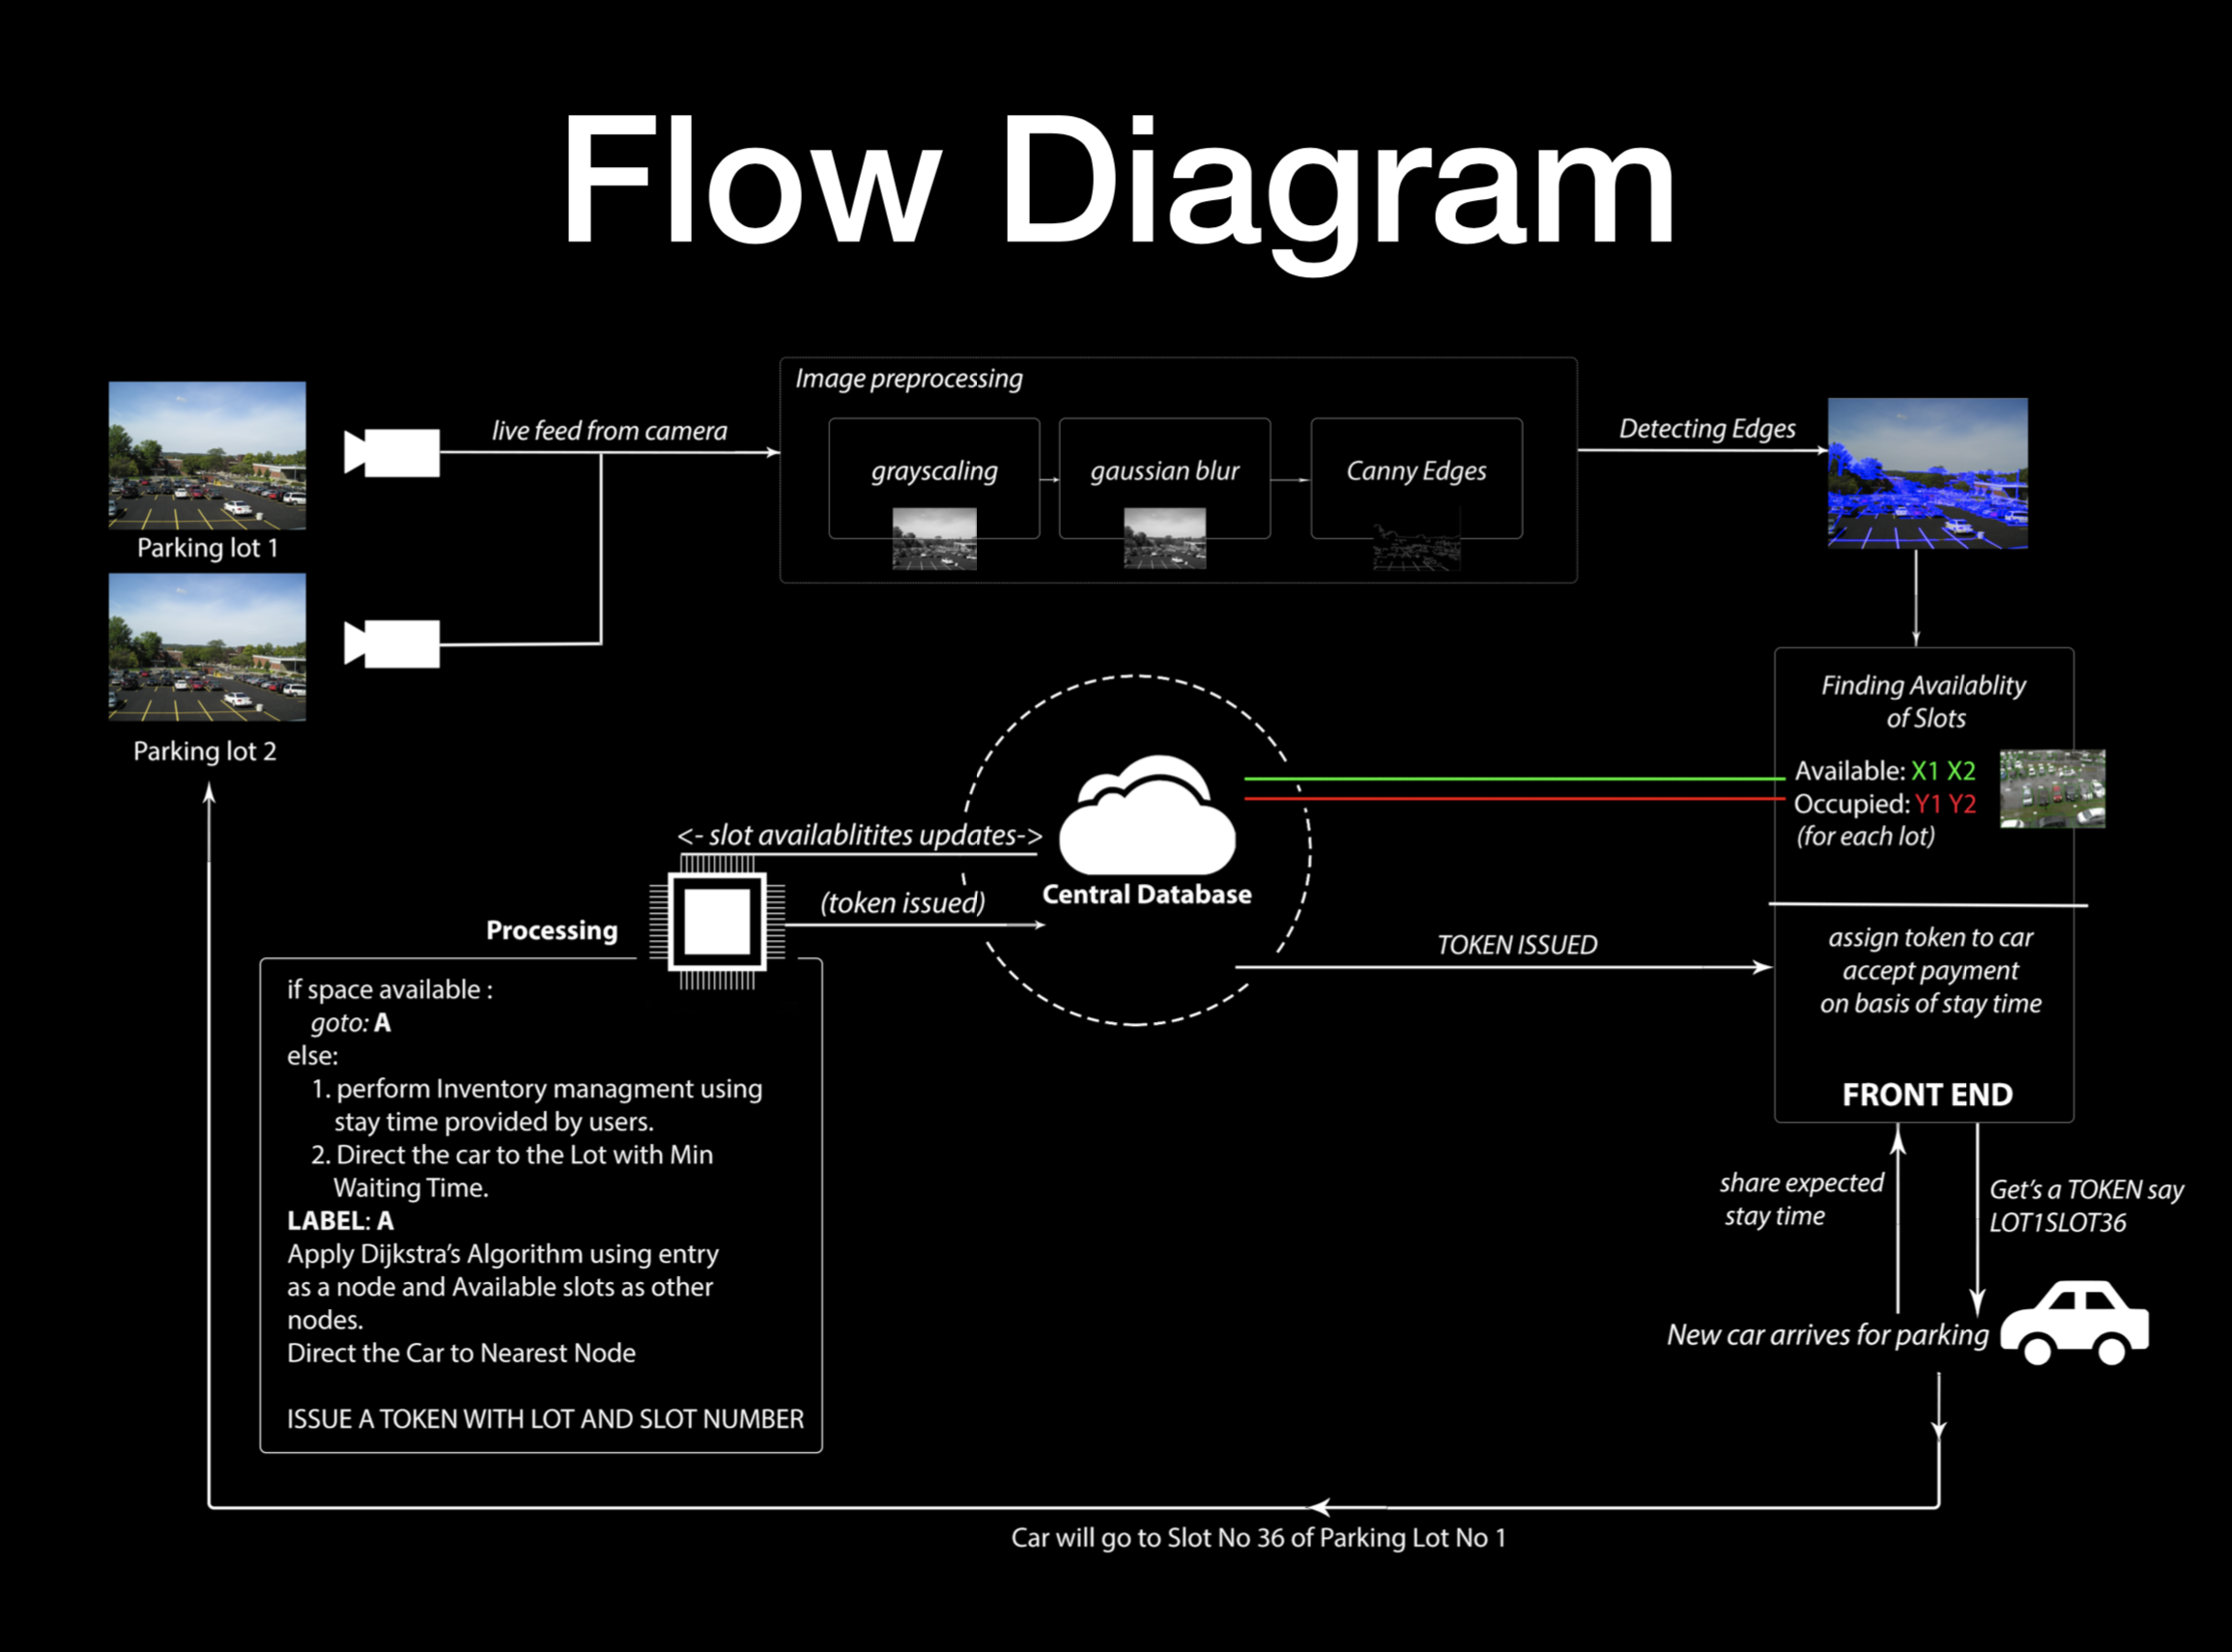 Flow Diagram
Image preprocessing
live feed from camera
grayscaling
gaussian blur
Canny Edges
Detecting Edges
Parking lot 1
Parking lot 2
Finding Availablity
of Slots
Available: X1 X2
Occupied: Y1 Y2
(for each lot)
<- slot availablitites updates->
Central Database
(token issued)
Processing
TOKEN ISSUED
assign token to car
accept payment
on basis of stay time
FRONT END
if space available :
goto: A
else:
1. perform Inventory managment using
stay time provided by users.
2. Direct the car to the Lot with Min
Waiting Time.
LABEL: A
Apply Dijkstra's Algorithm using entry
as a node and Available slots as other
nodes.
Direct the Car to Nearest Node
ISSUE A TOKEN WITH LOT AND SLOT NUMBER
share expected
stay time
Get's a TOKEN say
LOT1SLOT36
New car arrives for parking
Car will go to Slot No 36 of Parking Lot No 1